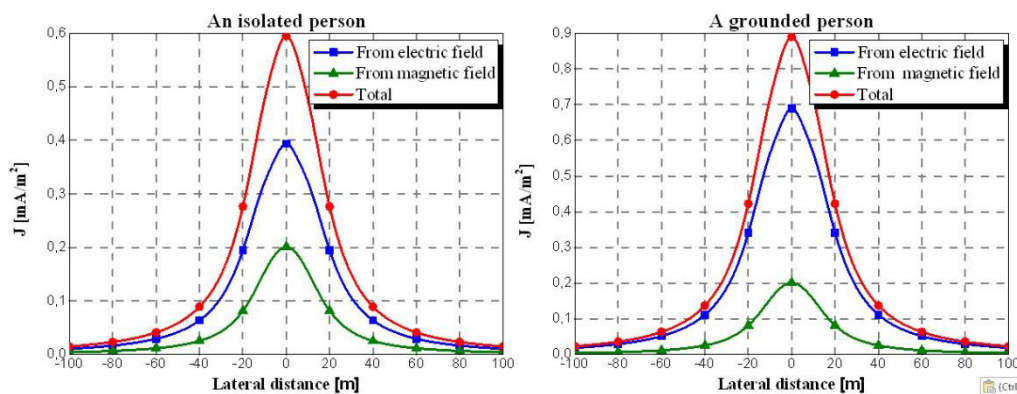 An isolated person
0,6
0,5
0,4
0,3
0,2
0,1
0,0
J [mA/m²]
From electric field
From magnetic field
Total
-100 -80 -60 -40 -20 0 20 40 60 80 100
Lateral distance [m]
A grounded person
0,9
0,8
0,7
0,6
0,5
0,4
0,3
0,2
0,1
0,0
J [mA/m²]
From electric field
From magnetic field
Total
-100 -80 -60 -40 -20 0 20 40 60 80 100
Lateral distance [m]
(Ctrl